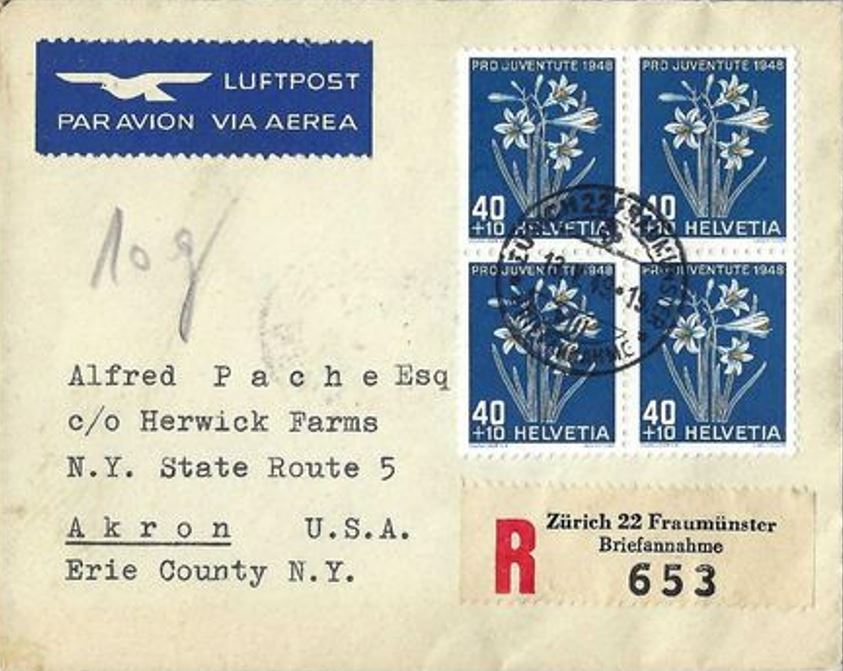 LUFTPOST
PAR AVION VIA AEREA
PRO JUVENTUTE 1948
40
+10 HELVETIA
PRO JUVENTUTE 1948
40
+10 HELVETIA
PRO JUVENTUTE 1948
40
+10 HELVETIA
PRO JUVENTUTE 1948
40
+10 HELVETIA
10 g
Alfred P a c h e Esq
c/o Herwick Farms
N.Y. State Route 5
A k r o n U.S.A.
Erie County N.Y.
R
Zürich 22 Fraumünster
Briefannahme
653